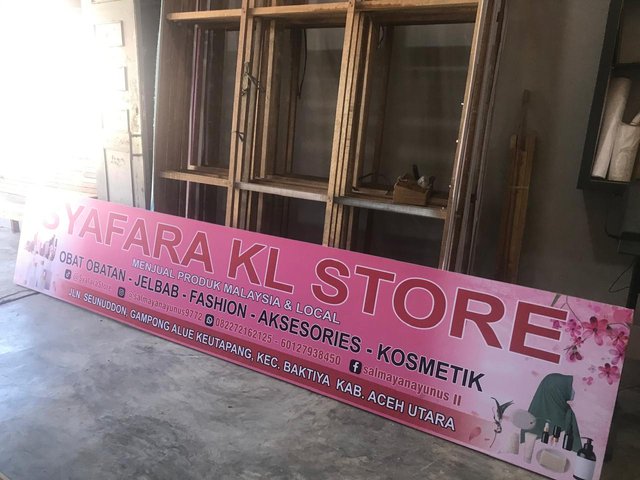 SYAFARA KL STORE
MENJUAL PRODUK MALAYSIA & LOCAL
OBAT OBATAN - JELBAB - FASHION - AKSESORIES - KOSMETIK
@salmayanayunus9772 082272162125 - 60127938450 salmayanayunus II
JLN. SEUNUDDON, GAMPONG ALUE KEUTAPANG, KEC. BAKTIYA KAB. ACEH UTARA